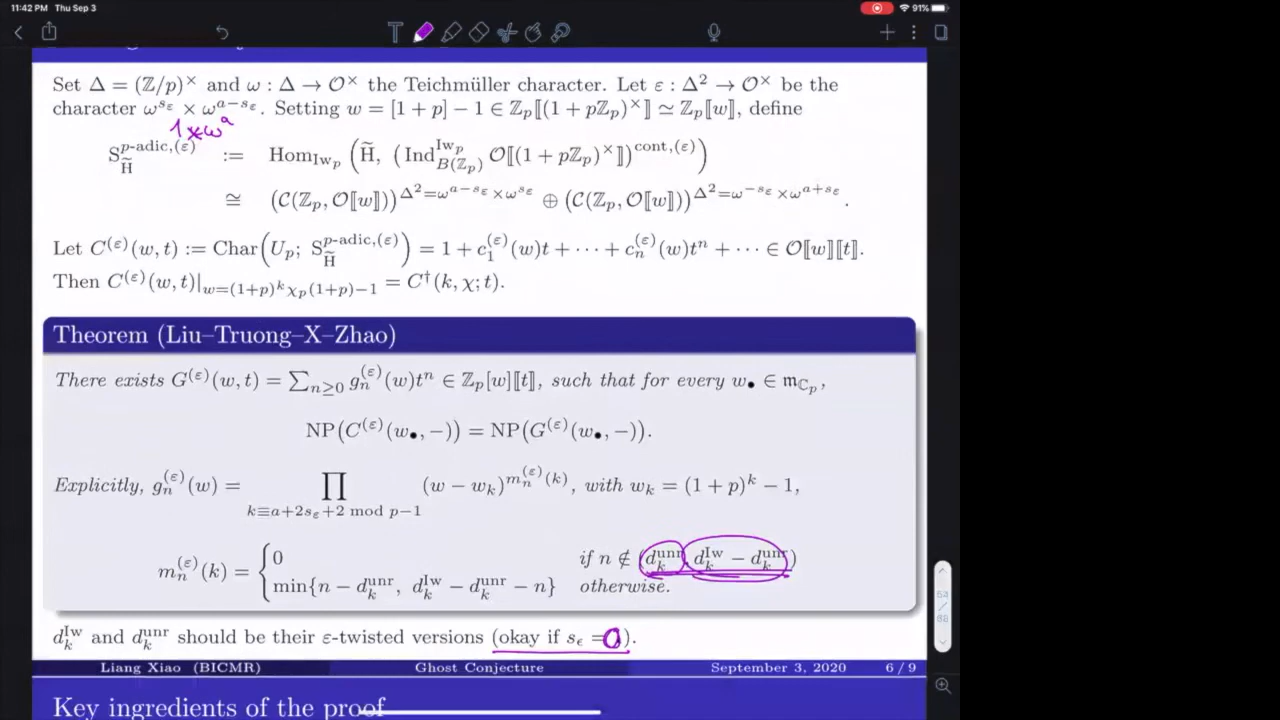 11:42 PM Thu Sep 3
91%
Set Δ = (ℤ/p)^× and ω : Δ → 𝒪^× the Teichmüller character. Let ε : Δ² → 𝒪^× be the
character ω^{s_ε} × ω^{a−s_ε}. Setting w = [1 + p] − 1 ∈ ℤ_p⟦(1 + pℤ_p)^×⟧ ≃ ℤ_p⟦w⟧, define
1 × ω^a
S_{H̃}^{p-adic,(ε)} := Hom_{Iw_p}(H̃, (Ind_{B(ℤ_p)}^{Iw_p} 𝒪⟦(1 + pℤ_p)^×⟧)^{cont,(ε)})
≅ (𝒞(ℤ_p, 𝒪⟦w⟧))^{Δ²=ω^{a−s_ε}×ω^{s_ε}} ⊕ (𝒞(ℤ_p, 𝒪⟦w⟧))^{Δ²=ω^{−s_ε}×ω^{a+s_ε}}.
Let C^{(ε)}(w, t) := Char(U_p; S_{H̃}^{p-adic,(ε)}) = 1 + c_1^{(ε)}(w)t + ··· + c_n^{(ε)}(w)t^n + ··· ∈ 𝒪⟦w⟧⟦t⟧.
Then C^{(ε)}(w, t)|_{w=(1+p)^k χ_p(1+p)−1} = C^†(k, χ; t).
Theorem (Liu–Truong–X–Zhao)
There exists G^{(ε)}(w, t) = ∑_{n≥0} g_n^{(ε)}(w)t^n ∈ ℤ_p[w]⟦t⟧, such that for every w_• ∈ 𝔪_{ℂ_p},
NP(C^{(ε)}(w_•, −)) = NP(G^{(ε)}(w_•, −)).
Explicitly, g_n^{(ε)}(w) = ∏_{k≡a+2s_ε+2 mod p−1} (w − w_k)^{m_n^{(ε)}(k)}, with w_k = (1 + p)^k − 1,
m_n^{(ε)}(k) = { 0 if n ∉ (d_k^{unr}, d_k^{Iw} − d_k^{unr})
min{n − d_k^{unr}, d_k^{Iw} − d_k^{unr} − n} otherwise.
d_k^{Iw} and d_k^{unr} should be their ε-twisted versions (okay if s_ϵ = 0).
Liang Xiao (BICMR) Ghost Conjecture September 3, 2020 6 / 9
Key ingredients of the proof